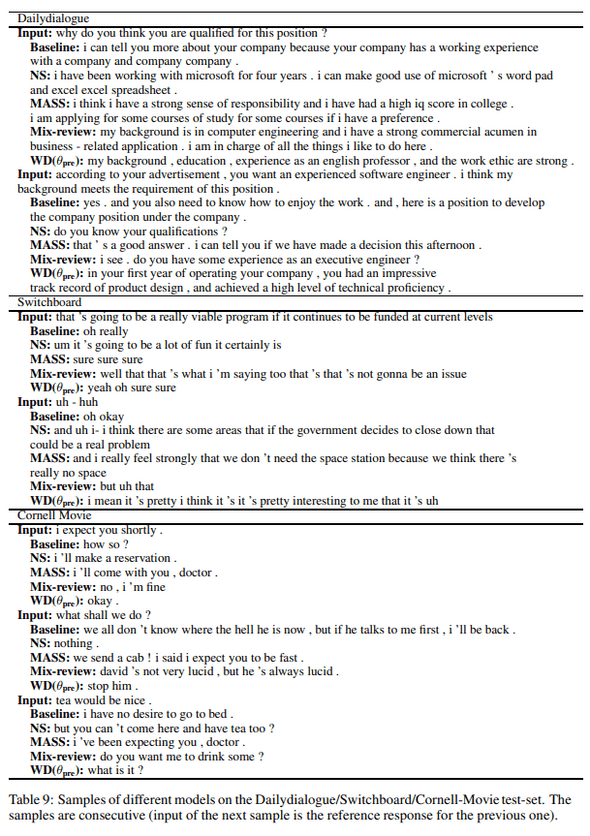 Dailydialogue
Input: why do you think you are qualified for this position ?
Baseline: i can tell you more about your company because your company has a working experience
with a company and company company .
NS: i have been working with microsoft for four years . i can make good use of microsoft ' s word pad
and excel excel spreadsheet .
MASS: i think i have a strong sense of responsibility and i have had a high iq score in college .
i am applying for some courses of study for some courses if i have a preference .
Mix-review: my background is in computer engineering and i have a strong commercial acumen in
business - related application . i am in charge of all the things i like to do here .
WD(θpre): my background , education , experience as an english professor , and the work ethic are strong .
Input: according to your advertisement , you want an experienced software engineer . i think my
background meets the requirement of this position .
Baseline: yes . and you also need to know how to enjoy the work . and , here is a position to develop
the company position under the company .
NS: do you know your qualifications ?
MASS: that ' s a good answer . i can tell you if we have made a decision this afternoon .
Mix-review: i see . do you have some experience as an executive engineer ?
WD(θpre): in your first year of operating your company , you had an impressive
track record of product design , and achieved a high level of technical proficiency .
Switchboard
Input: that 's going to be a really viable program if it continues to be funded at current levels
Baseline: oh really
NS: um it 's going to be a lot of fun it certainly is
MASS: sure sure sure
Mix-review: well that that 's what i 'm saying too that 's that 's not gonna be an issue
WD(θpre): yeah oh sure sure
Input: uh - huh
Baseline: oh okay
NS: and uh i- i think there are some areas that if the government decides to close down that
could be a real problem
MASS: and i really feel strongly that we don 't need the space station because we think there 's
really no space
Mix-review: but uh that
WD(θpre): i mean it 's pretty i think it 's it 's pretty interesting to me that it 's uh
Cornell Movie
Input: i expect you shortly .
Baseline: how so ?
NS: i 'll make a reservation .
MASS: i 'll come with you , doctor .
Mix-review: no , i 'm fine
WD(θpre): okay .
Input: what shall we do ?
Baseline: we all don 't know where the hell he is now , but if he talks to me first , i 'll be back .
NS: nothing .
MASS: we send a cab ! i said i expect you to be fast .
Mix-review: david 's not very lucid , but he 's always lucid .
WD(θpre): stop him .
Input: tea would be nice .
Baseline: i have no desire to go to bed .
NS: but you can 't come here and have tea too ?
MASS: i 've been expecting you , doctor .
Mix-review: do you want me to drink some ?
WD(θpre): what is it ?
Table 9: Samples of different models on the Dailydialogue/Switchboard/Cornell-Movie test-set. The
samples are consecutive (input of the next sample is the reference response for the previous one).